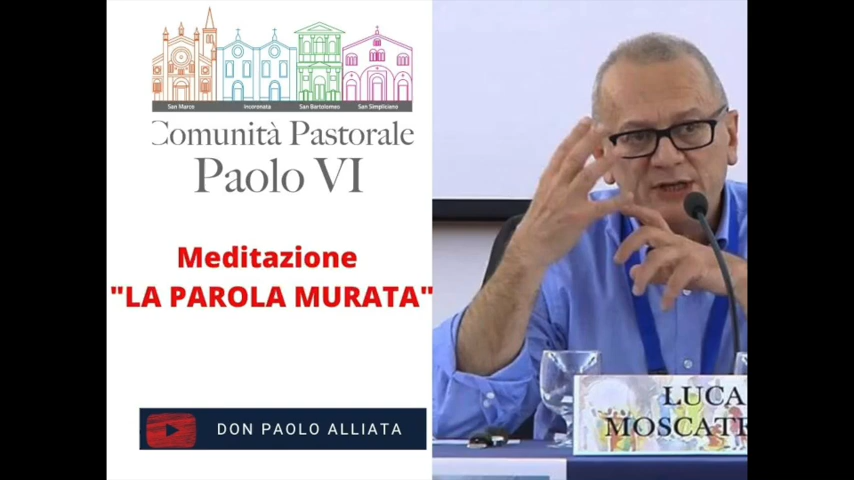 San Marco
Incoronata
San Bartolomeo
San Simpliciano
Comunità Pastorale
Paolo VI
Meditazione
"LA PAROLA MURATA"
DON PAOLO ALLIATA
LUCA
MOSCAT